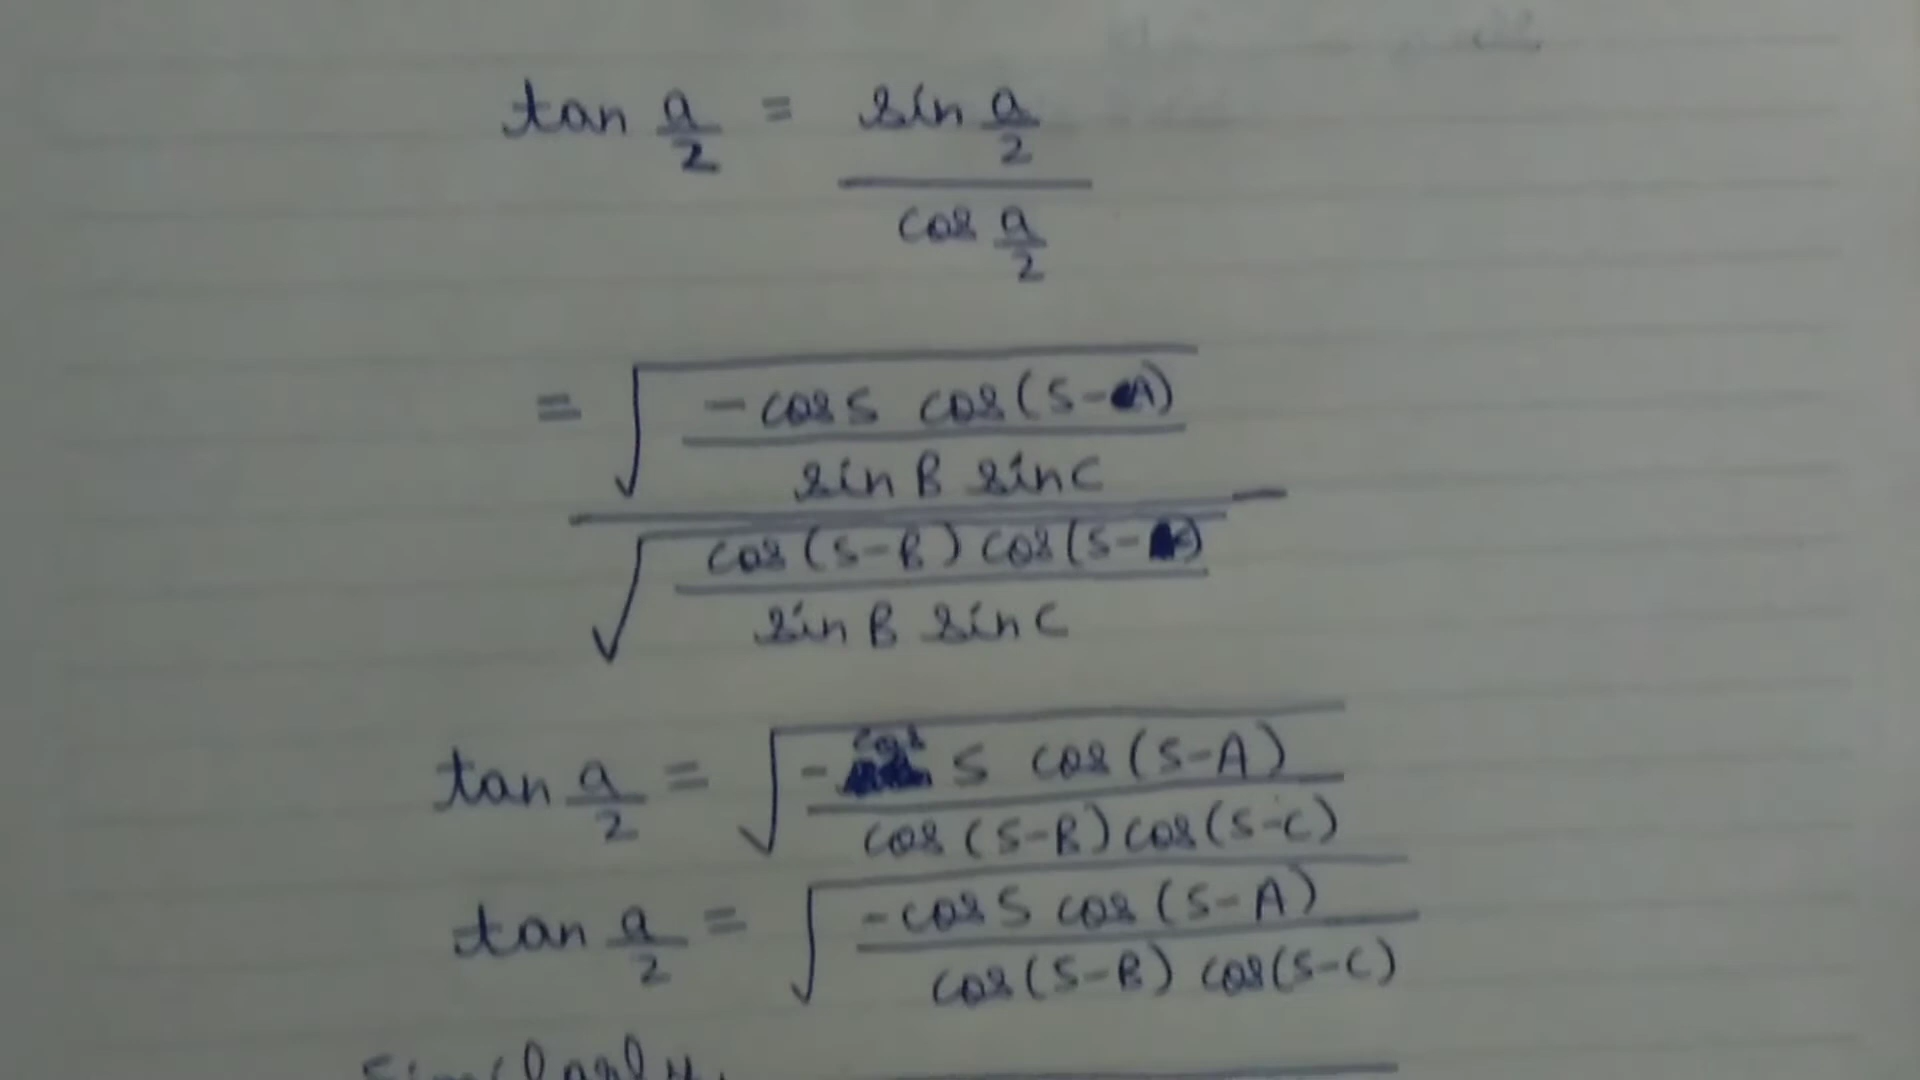 tan a/2 = sin a/2 / cos a/2
= √(-cos S cos(S-A) / sin B sin C) / √(cos(S-B) cos(S-C) / sin B sin C)
tan a/2 = √(-cos S cos(S-A) / cos(S-B) cos(S-C))
tan a/2 = √(-cos S cos(S-A) / cos(S-B) cos(S-C))
Similarly,